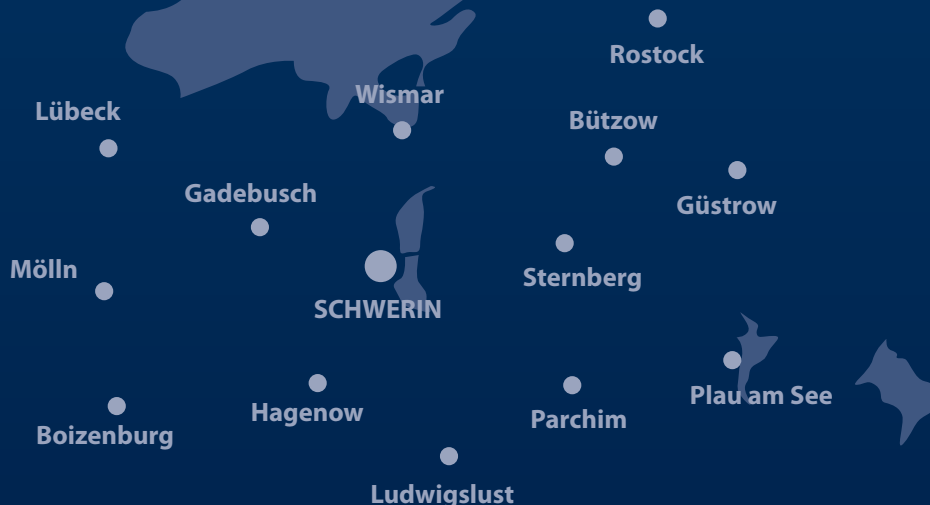 Rostock
Wismar
Lübeck
Bützow
Gadebusch
Güstrow
Mölln
Sternberg
SCHWERIN
Plau am See
Hagenow
Parchim
Boizenburg
Ludwigslust